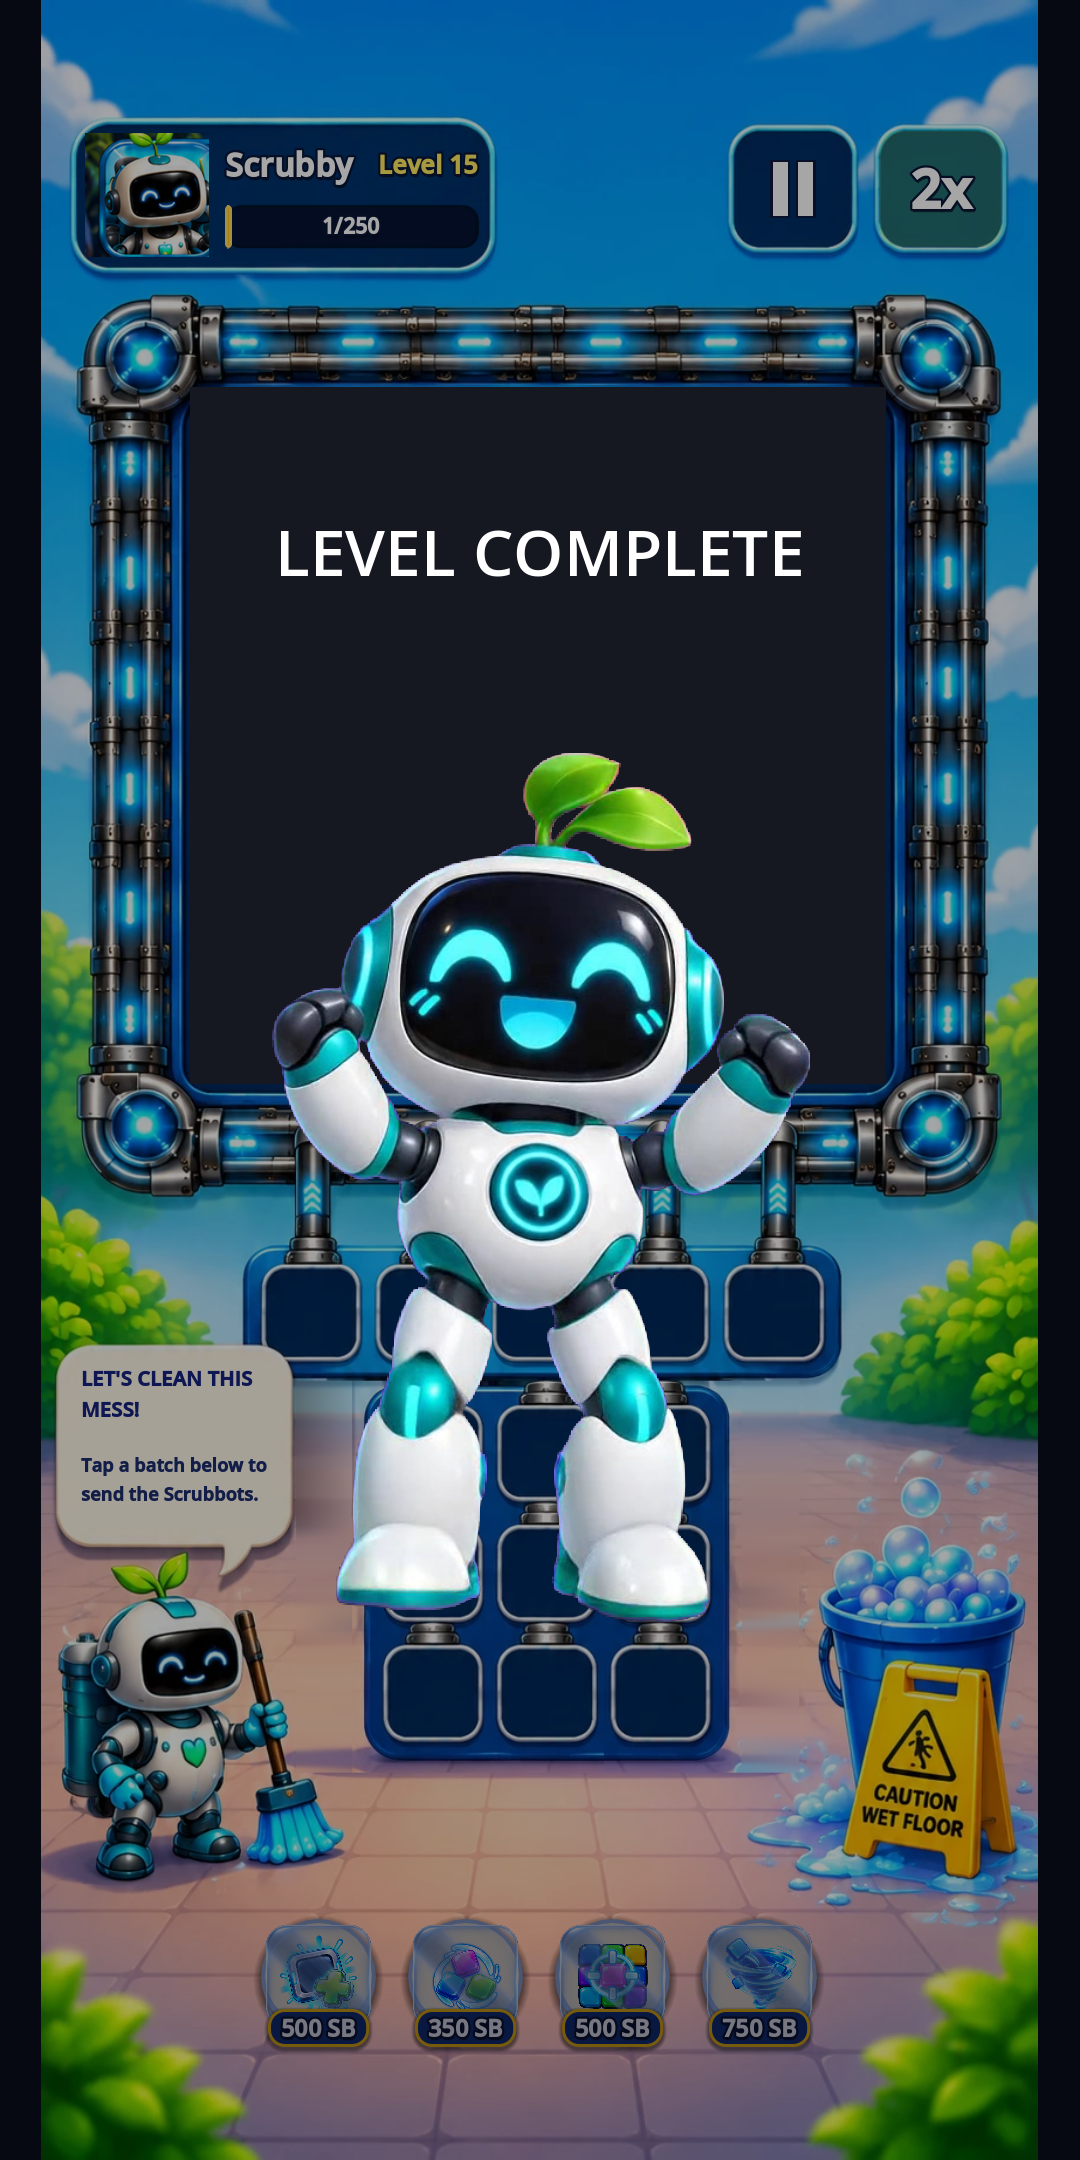 Scrubby Level 15
1/250
2x
LEVEL COMPLETE
LET'S CLEAN THIS
MESS!
Tap a batch below to
send the Scrubbots.
CAUTION
WET FLOOR
500 SB
350 SB
500 SB
750 SB